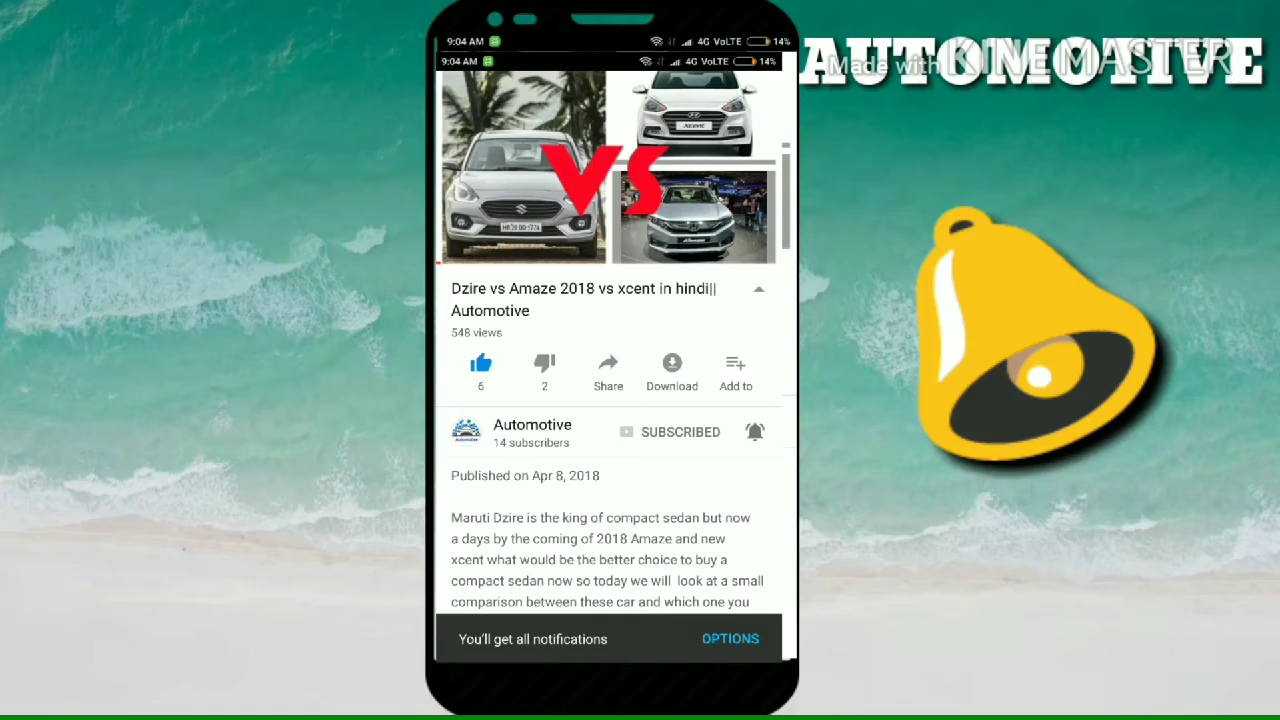 AUTOMOTIVE
Made with KINEMASTER
9:04 AM 4G VoLTE 14%
9:04 AM 4G VoLTE 14%
VS
Dzire vs Amaze 2018 vs xcent in hindi||
Automotive
548 views
6
2
Share
Download
Add to
Automotive
14 subscribers
SUBSCRIBED
Published on Apr 8, 2018
Maruti Dzire is the king of compact sedan but now
a days by the coming of 2018 Amaze and new
xcent what would be the better choice to buy a
compact sedan now so today we will look at a small
comparison between these car and which one you
You'll get all notifications
OPTIONS